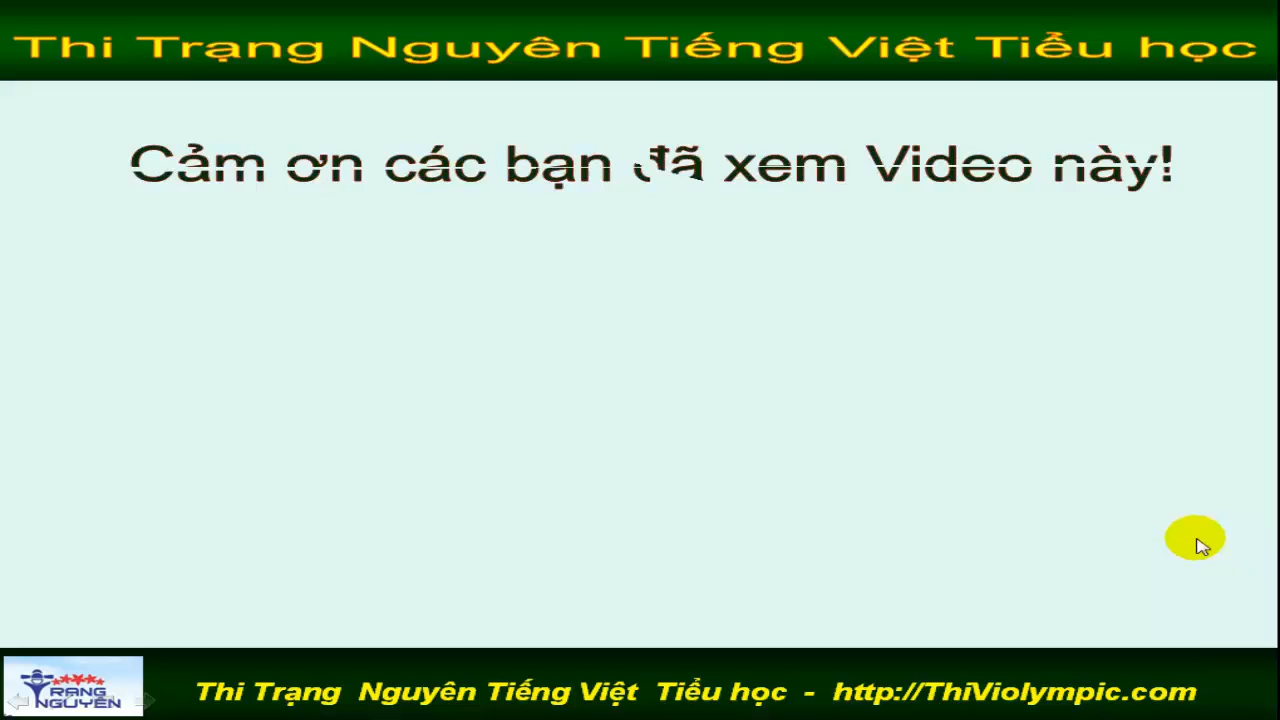 Thi Trạng Nguyên Tiếng Việt Tiểu học
Cảm ơn các bạn đã xem Video này!
TRẠNG
NGUYÊN
Thi Trạng Nguyên Tiếng Việt Tiểu học - http://ThiViolympic.com